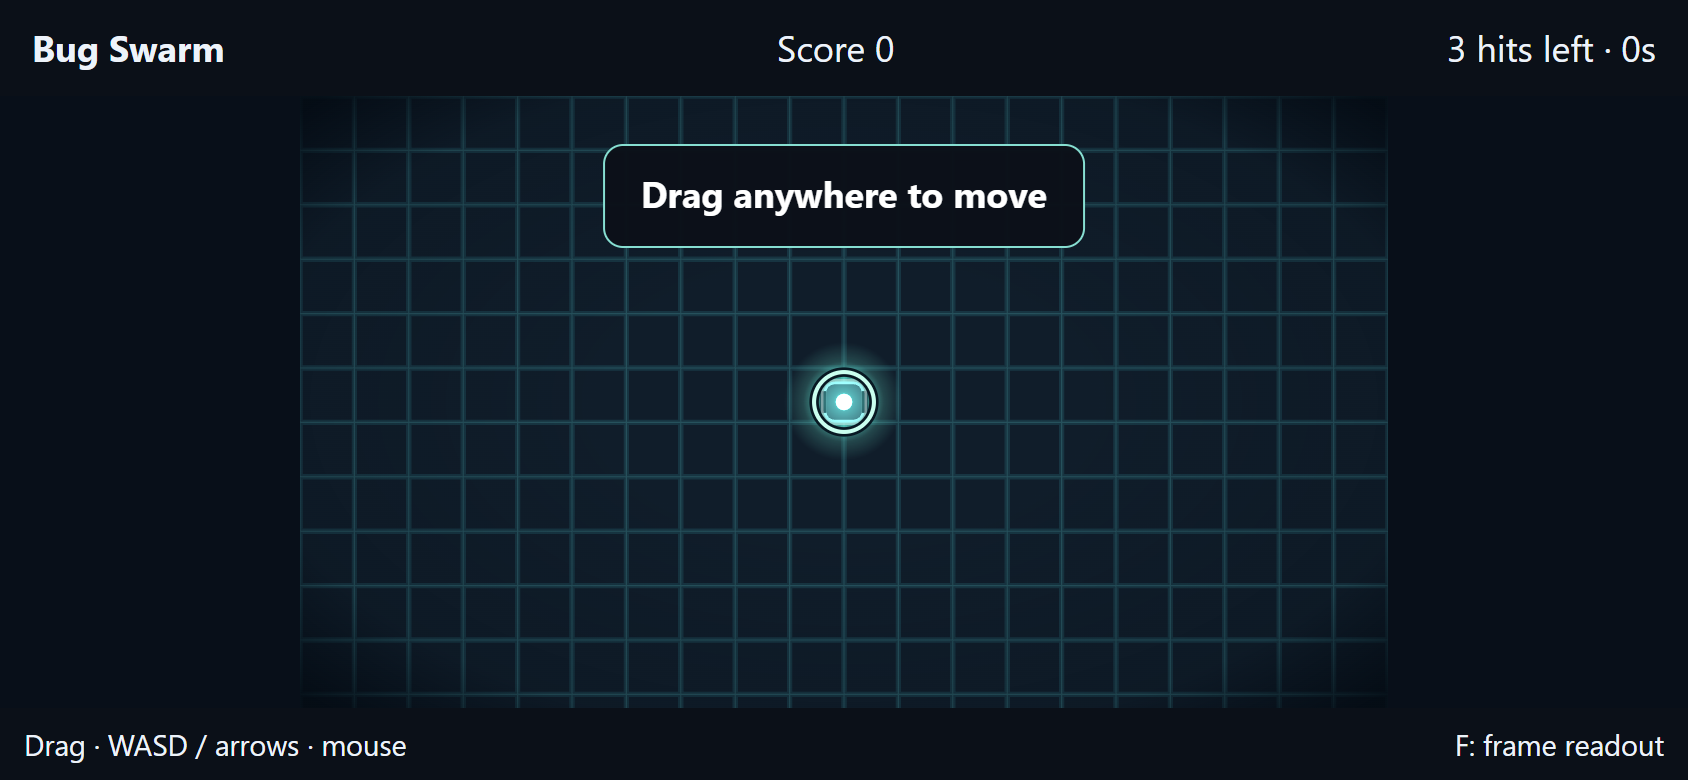 Bug Swarm
Score 0
3 hits left · 0s
Drag anywhere to move
Drag · WASD / arrows · mouse
F: frame readout